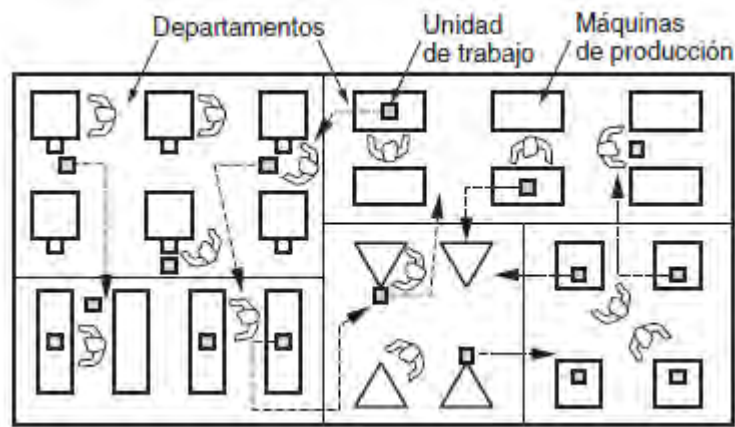 Departamentos
Unidad
de trabajo
Máquinas
de producción